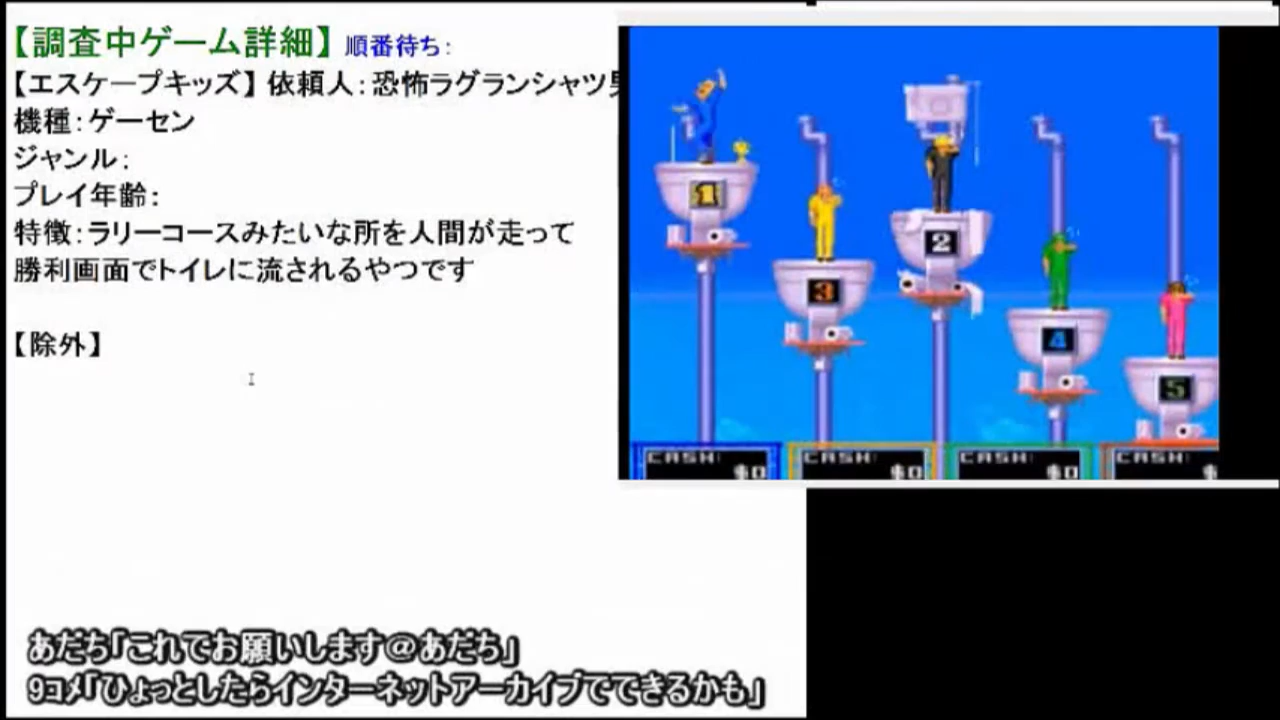 【調査中ゲーム詳細】 順番待ち：
【エスケープキッズ】 依頼人：恐怖ラグランシャツ男
機種：ゲーセン
ジャンル：
プレイ年齢：
特徴：ラリーコースみたいな所を人間が走って
勝利画面でトイレに流されるやつです
【除外】
1
2
3
4
5
CASH: $0
CASH: $0
CASH: $0
CASH: $
あだち「これでお願いします＠あだち」
9コメ「ひょっとしたらインターネットアーカイブでできるかも」